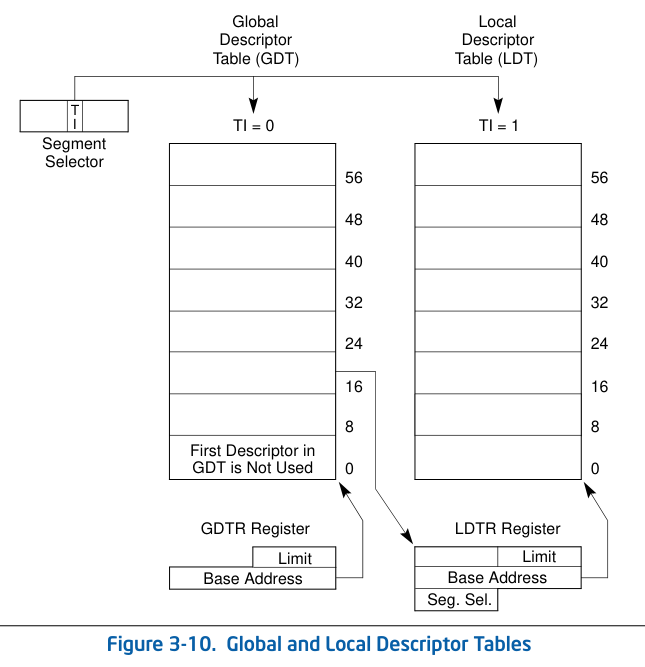 Global
Descriptor
Table (GDT)
Local
Descriptor
Table (LDT)
T
I
Segment
Selector
TI = 0
TI = 1
56
56
48
48
40
40
32
32
24
24
16
16
8
8
First Descriptor in
GDT is Not Used
0
0
GDTR Register
LDTR Register
Limit
Limit
Base Address
Base Address
Seg. Sel.
Figure 3-10. Global and Local Descriptor Tables